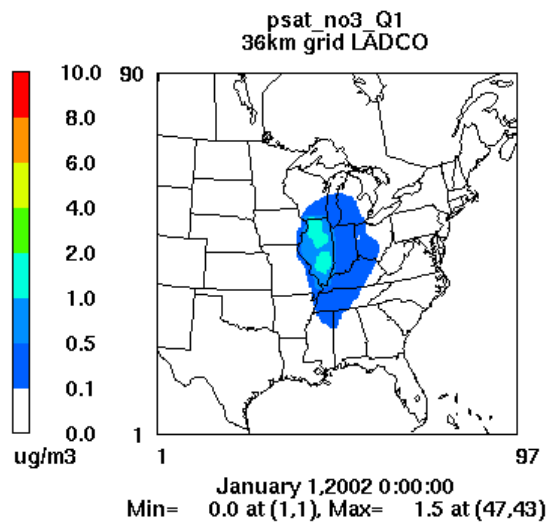 psat_no3_Q1
36km grid LADCO
10.0
8.0
6.0
4.0
2.0
1.0
0.5
0.1
0.0
ug/m3
90
1
1
97
January 1,2002 0:00:00
Min= 0.0 at (1,1), Max= 1.5 at (47,43)